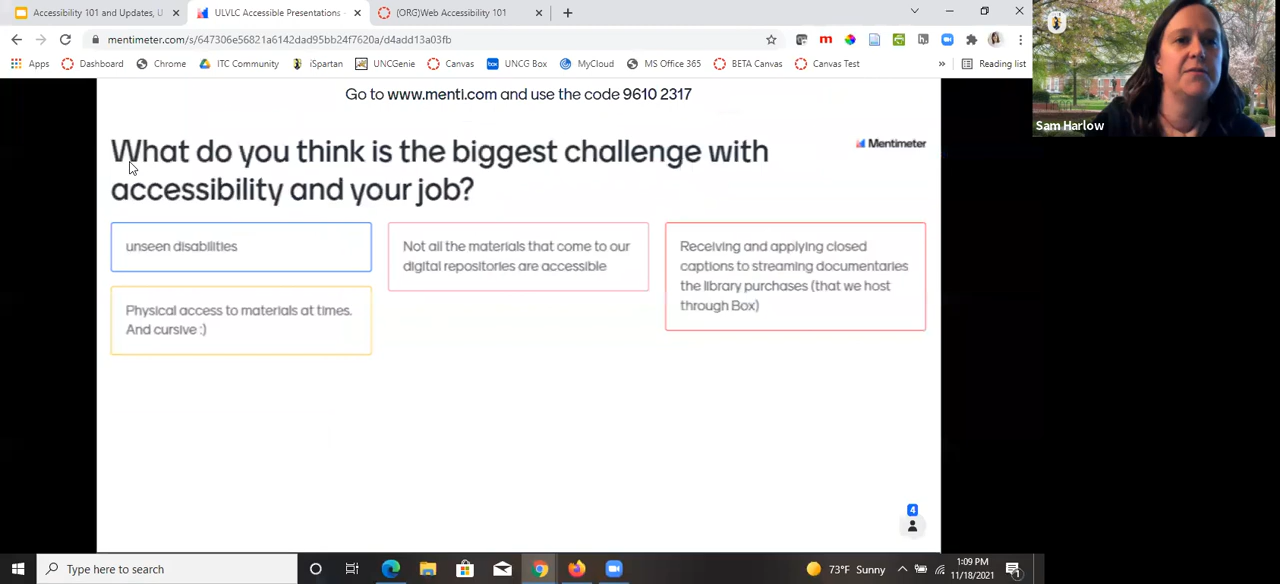 Accessibility 101 and Updates, U
ULVLC Accessible Presentations -
(ORG)Web Accessibility 101
mentimeter.com/s/647306e56821a6142dad95bb24f7620a/d4add13a03fb
Apps Dashboard Chrome ITC Community iSpartan UNCGenie Canvas UNCG Box MyCloud MS Office 365 BETA Canvas Canvas Test » Reading list
Sam Harlow
Go to www.menti.com and use the code 9610 2317
What do you think is the biggest challenge with
accessibility and your job?
Mentimeter
unseen disabilities
Physical access to materials at times.
And cursive :)
Not all the materials that come to our
digital repositories are accessible
Receiving and applying closed
captions to streaming documentaries
the library purchases (that we host
through Box)
4
Type here to search
73°F Sunny
1:09 PM
11/18/2021
1